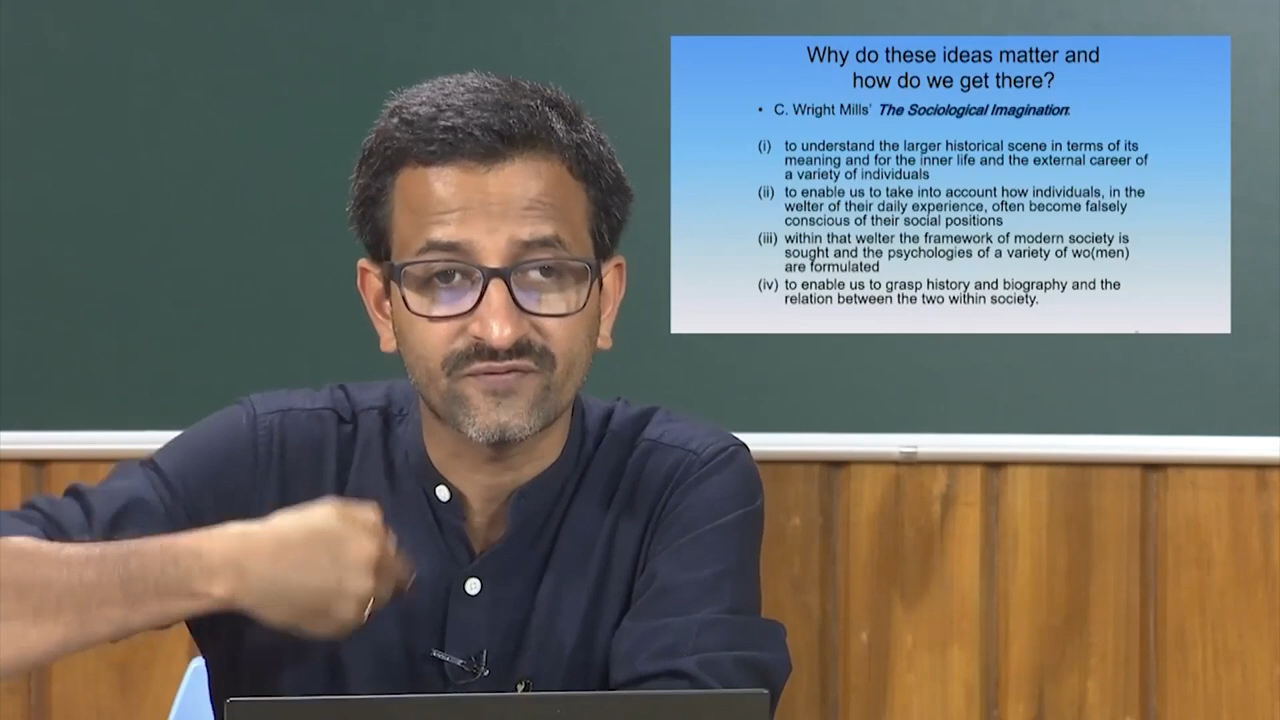 Why do these ideas matter and
how do we get there?
• C. Wright Mills' The Sociological Imagination:
(i) to understand the larger historical scene in terms of its
meaning and for the inner life and the external career of
a variety of individuals
(ii) to enable us to take into account how individuals, in the
welter of their daily experience, often become falsely
conscious of their social positions
(iii) within that welter the framework of modern society is
sought and the psychologies of a variety of wo(men)
are formulated
(iv) to enable us to grasp history and biography and the
relation between the two within society.